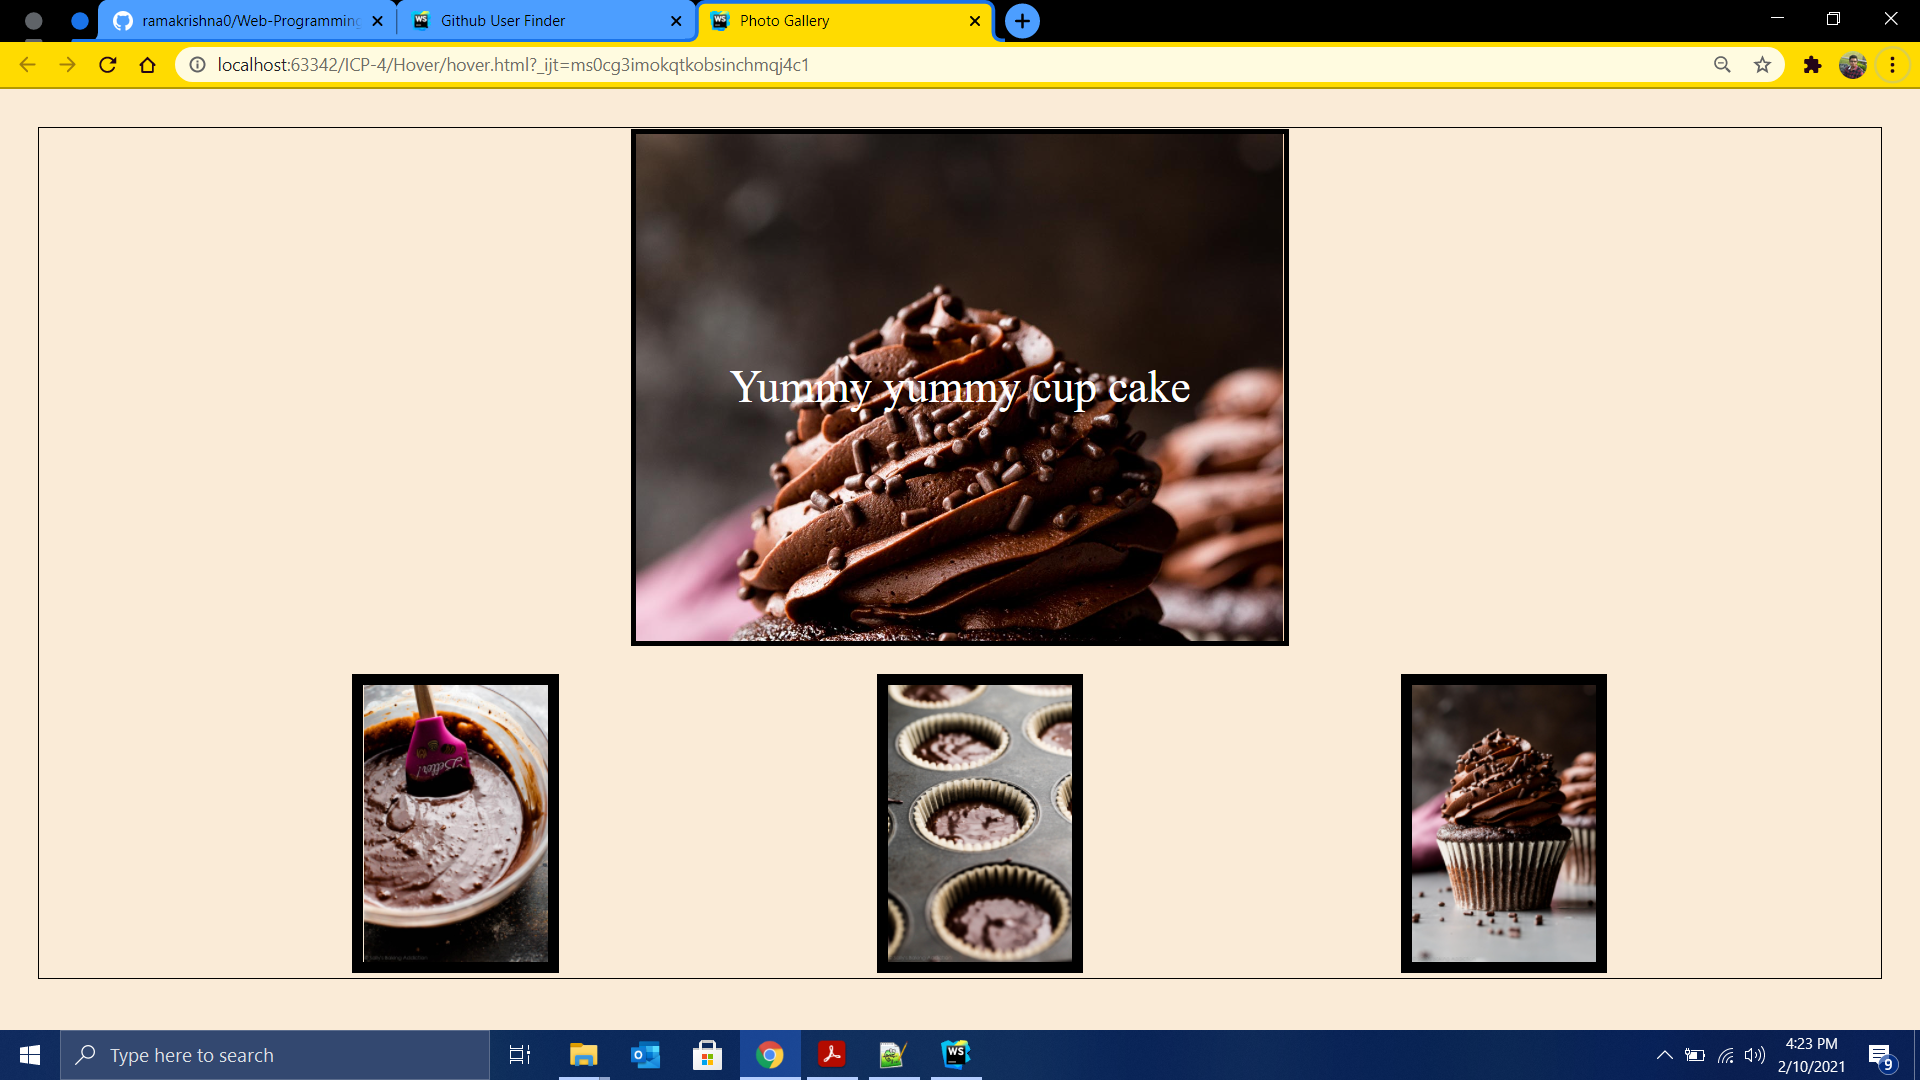 ramakrishna0/Web-Programming
Github User Finder
Photo Gallery
localhost:63342/ICP-4/Hover/hover.html?_ijt=ms0cg3imokqtkobsinchmqj4c1
Yummy yummy cup cake
Type here to search
4:23 PM
2/10/2021
9